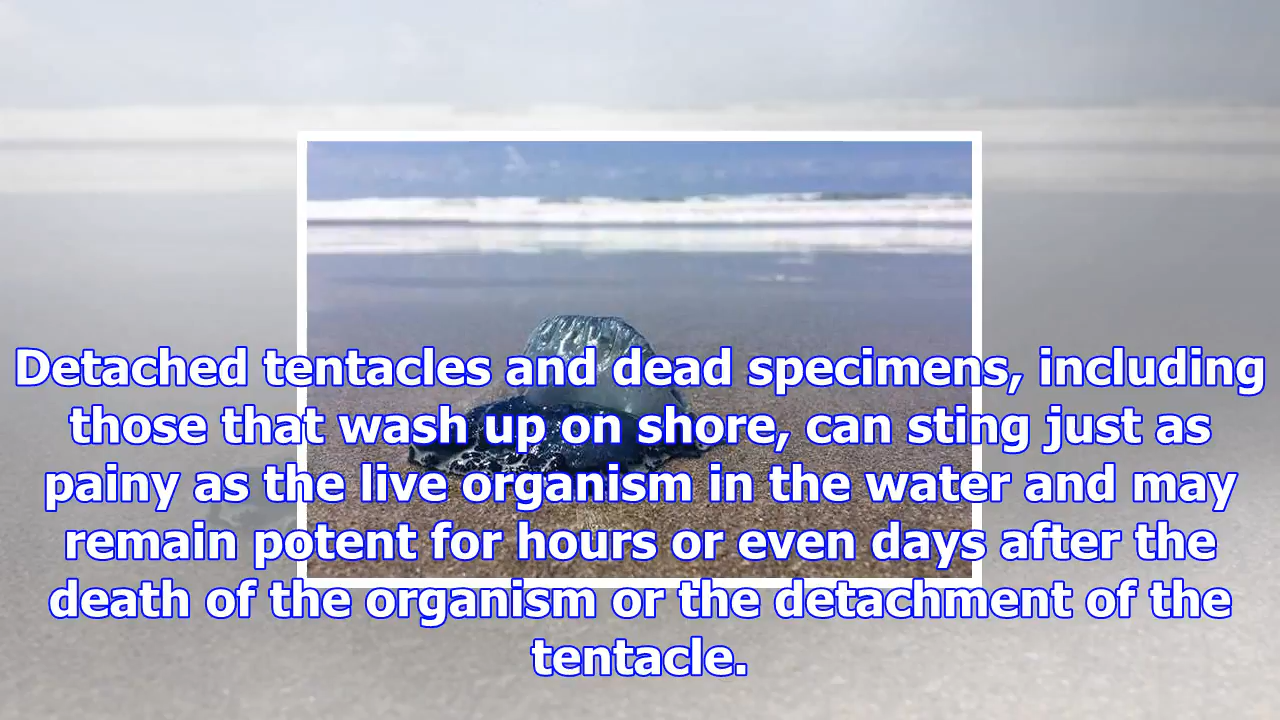 Detached tentacles and dead specimens, including
those that wash up on shore, can sting just as
painy as the live organism in the water and may
remain potent for hours or even days after the
death of the organism or the detachment of the
tentacle.